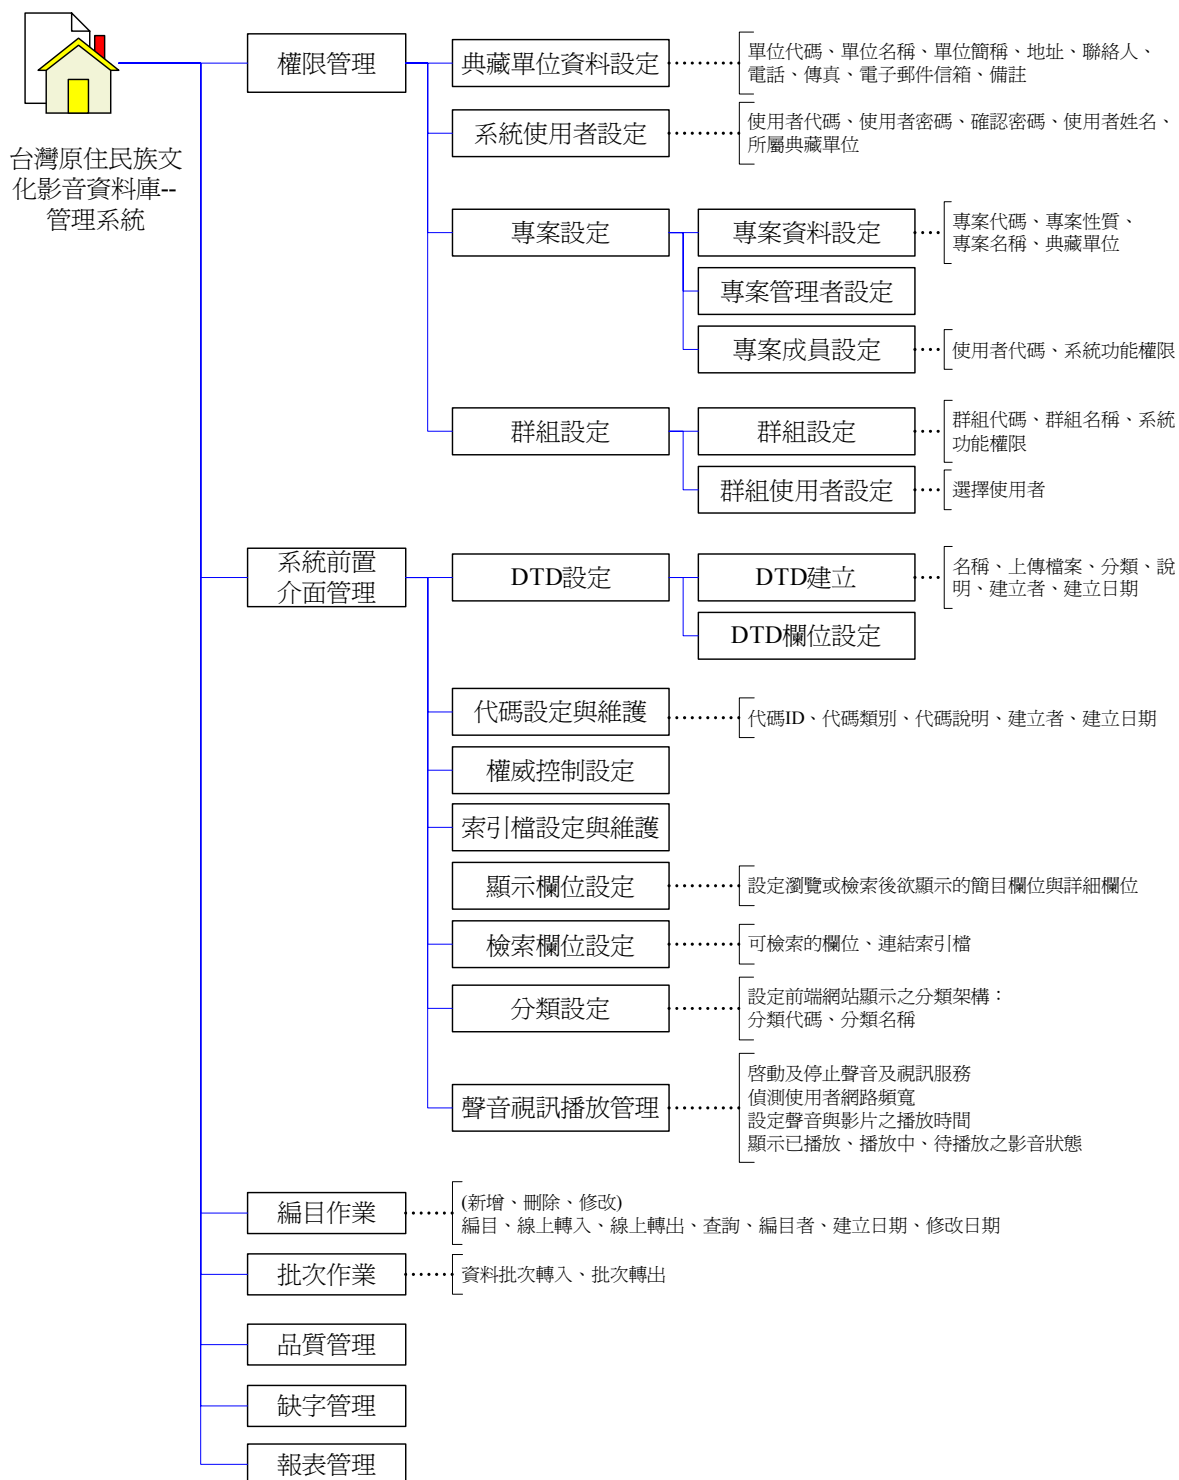 台灣原住民族文
化影音資料庫--
管理系統
權限管理
典藏單位資料設定
單位代碼、單位名稱、單位簡稱、地址、聯絡人、
電話、傳真、電子郵件信箱、備註
系統使用者設定
使用者代碼、使用者密碼、確認密碼、使用者姓名、
所屬典藏單位
專案設定
專案資料設定
專案代碼、專案性質、
專案名稱、典藏單位
專案管理者設定
專案成員設定
使用者代碼、系統功能權限
群組設定
群組設定
群組代碼、群組名稱、系統
功能權限
群組使用者設定
選擇使用者
系統前置
介面管理
DTD設定
DTD建立
名稱、上傳檔案、分類、說
明、建立者、建立日期
DTD欄位設定
代碼設定與維護
代碼ID、代碼類別、代碼說明、建立者、建立日期
權威控制設定
索引檔設定與維護
顯示欄位設定
設定瀏覽或檢索後欲顯示的簡目欄位與詳細欄位
檢索欄位設定
可檢索的欄位、連結索引檔
分類設定
設定前端網站顯示之分類架構：
分類代碼、分類名稱
聲音視訊播放管理
啓動及停止聲音及視訊服務
偵測使用者網路頻寬
設定聲音與影片之播放時間
顯示已播放、播放中、待播放之影音狀態
編目作業
(新增、刪除、修改)
編目、線上轉入、線上轉出、查詢、編目者、建立日期、修改日期
批次作業
資料批次轉入、批次轉出
品質管理
缺字管理
報表管理